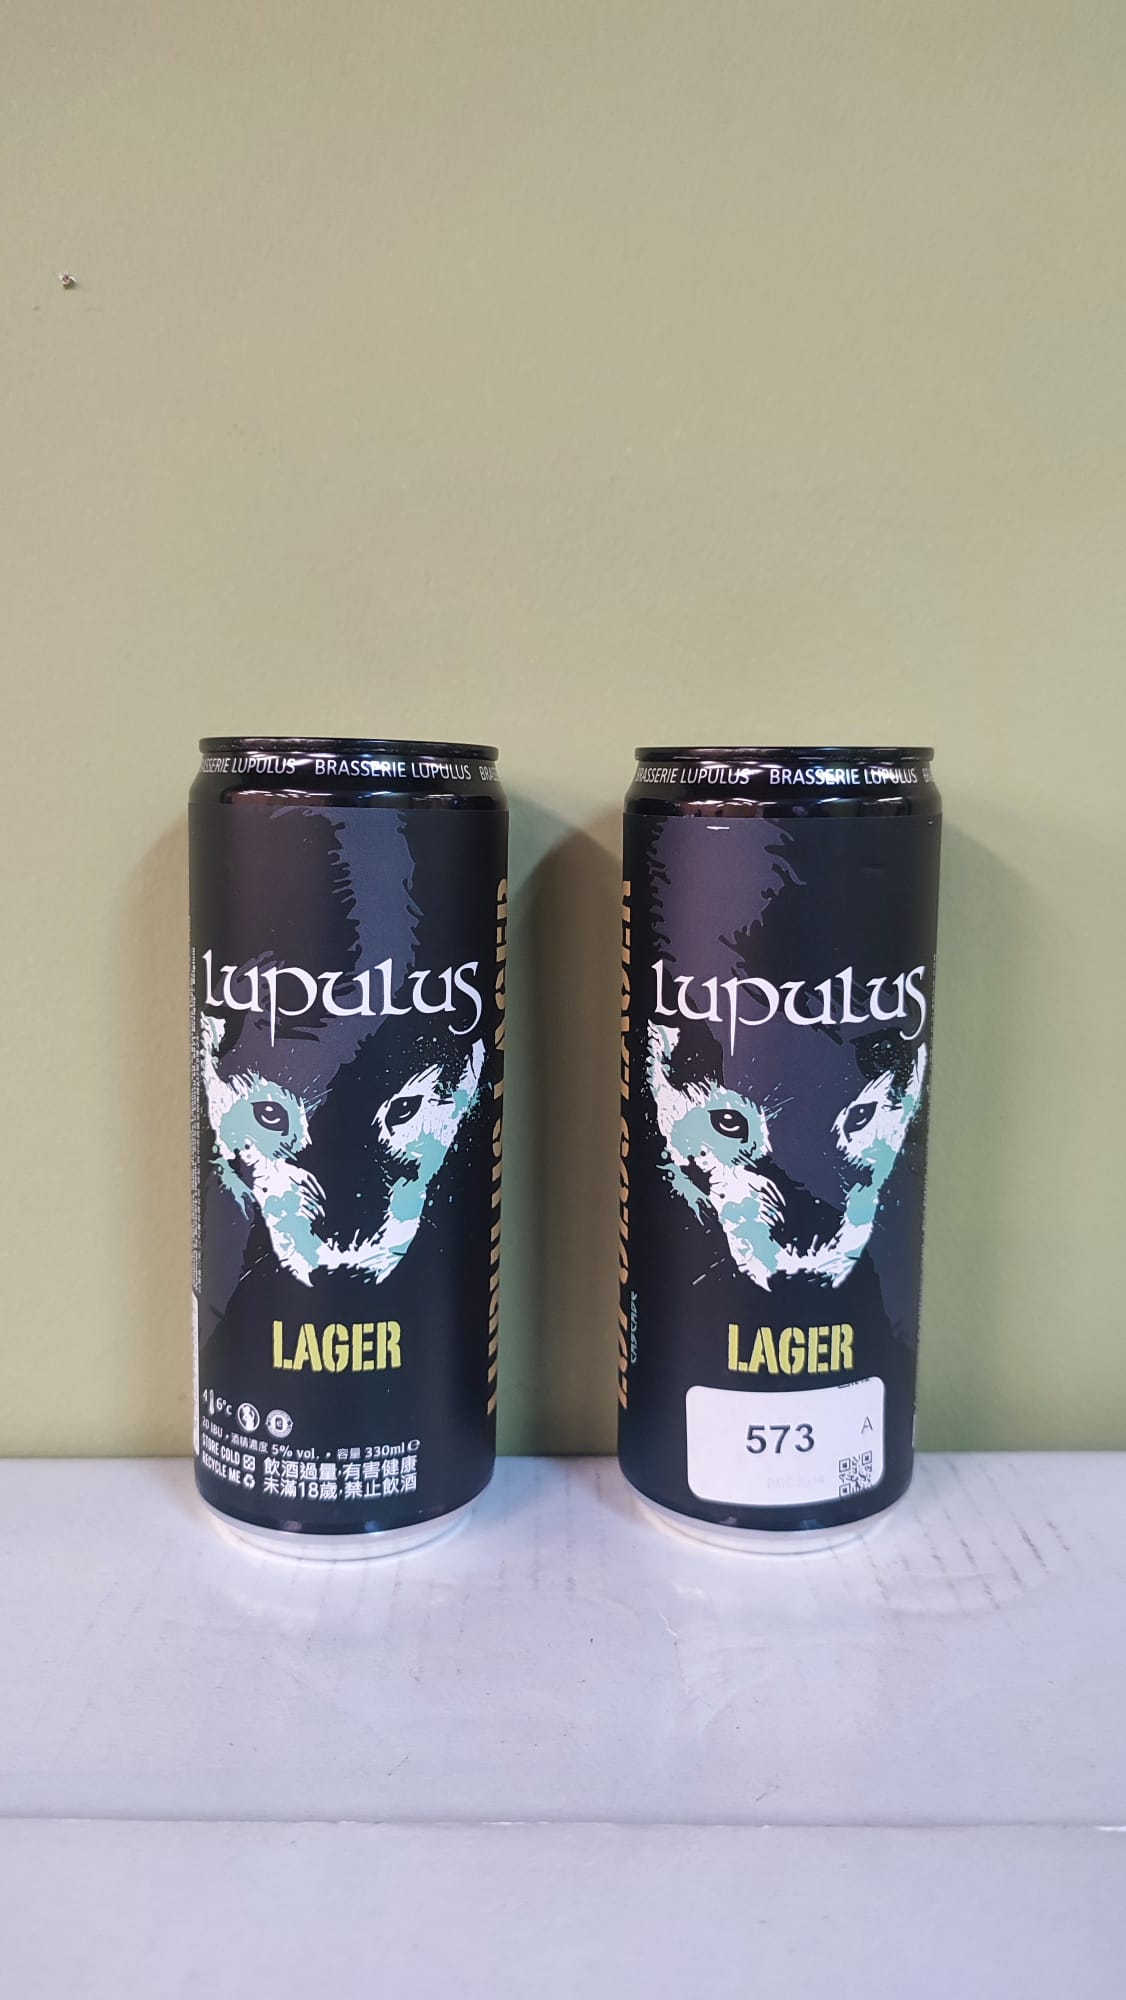 BRASSERIE LUPULUS
lupulus
LAGER
4 6°c
20 IBU, 酒精濃度 5% vol. , 容量 330ml e
STORE COLD
RECYCLE ME
飲酒過量,有害健康
未滿18歲,禁止飲酒
BRASSERIE LUPULUS
lupulus
CASCADE
LAGER
573
A